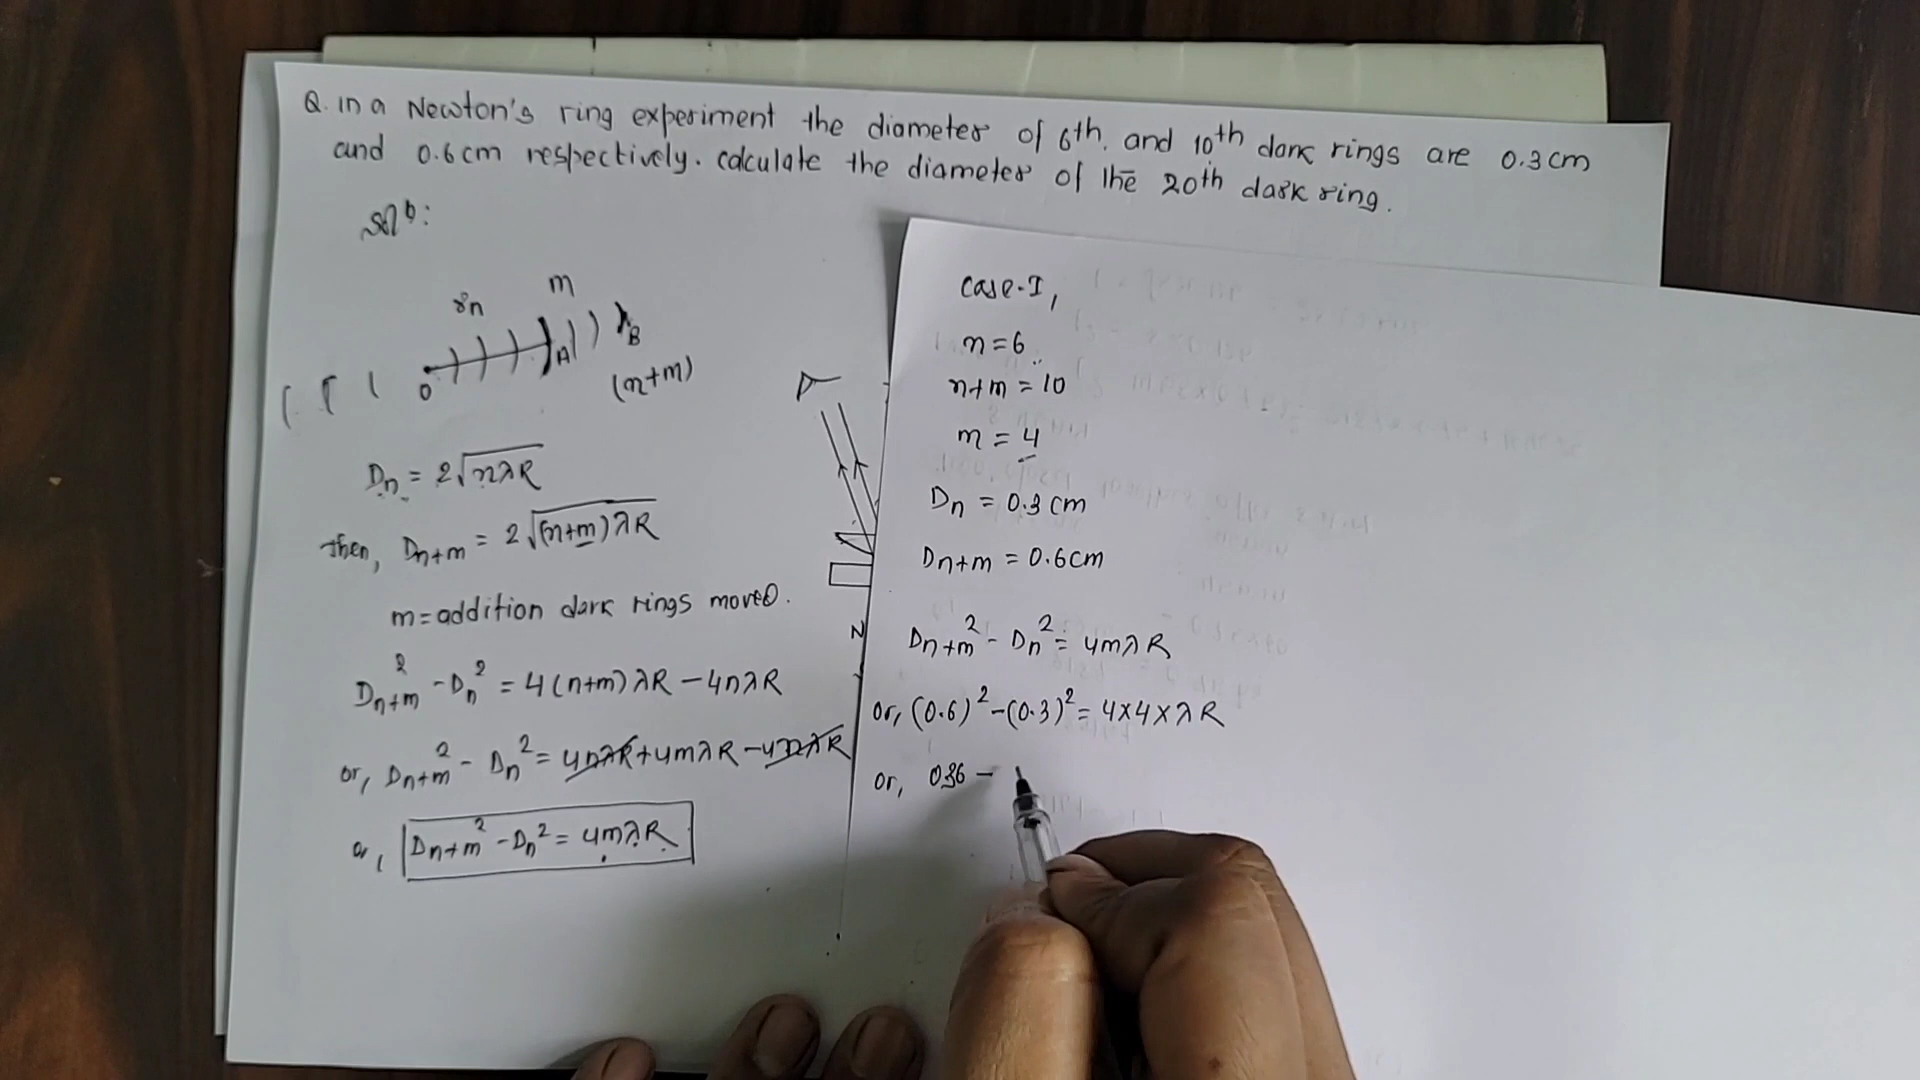 Q. in a Newton's ring experiment the diameter of 6th. and 10th dark rings are 0.3cm
and 0.6cm respectively. calculate the diameter of the 20th dark ring.
Soln:
rn
m
O
A
B
(n+m)
Dn = 2√nλR
then, Dn+m = 2√(n+m)λR
m=addition dark rings moved.
Dn+m² - Dn² = 4(n+m)λR - 4nλR
or, Dn+m² - Dn² = 4nλR + 4mλR - 4nλR
or, Dn+m² - Dn² = 4mλR
N
Case-I,
n=6
n+m = 10
m = 4
Dn = 0.3cm
Dn+m = 0.6cm
Dn+m² - Dn² = 4mλR
or, (0.6)² - (0.3)² = 4×4×λR
or, 036 -